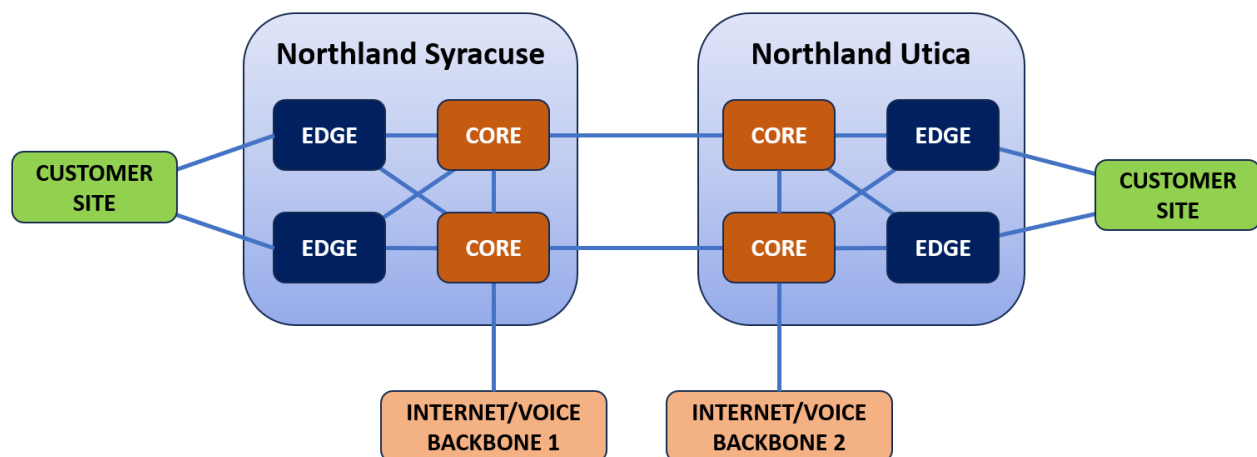 Northland Syracuse
Northland Utica
EDGE
CORE
CORE
EDGE
CUSTOMER
SITE
CUSTOMER
SITE
EDGE
CORE
CORE
EDGE
INTERNET/VOICE
BACKBONE 1
INTERNET/VOICE
BACKBONE 2